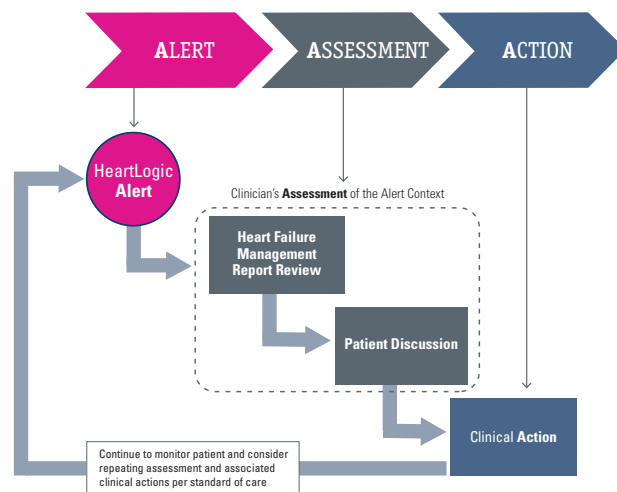 ALERT
ASSESSMENT
ACTION
HeartLogic
Alert
Clinician's Assessment of the Alert Context
Heart Failure
Management
Report Review
Patient Discussion
Clinical Action
Continue to monitor patient and consider
repeating assessment and associated
clinical actions per standard of care